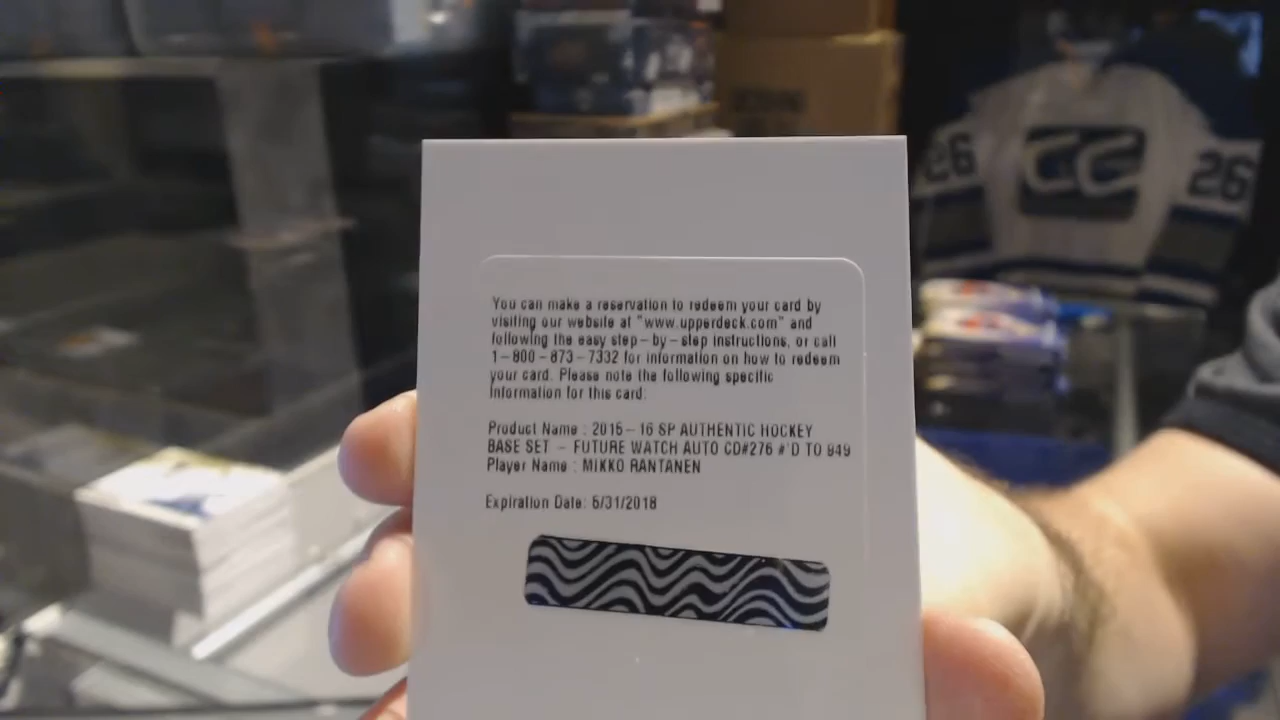 You can make a reservation to redeem your card by
visiting our website at "www.upperdeck.com" and
following the easy step-by-step instructions, or call
1-800-873-7332 for information on how to redeem
your card. Please note the following specific
information for this card:
Product Name : 2015-16 SP AUTHENTIC HOCKEY
BASE SET - FUTURE WATCH AUTO CD#276 #'D TO 949
Player Name : MIKKO RANTANEN
Expiration Date: 5/31/2018
26
CC
26